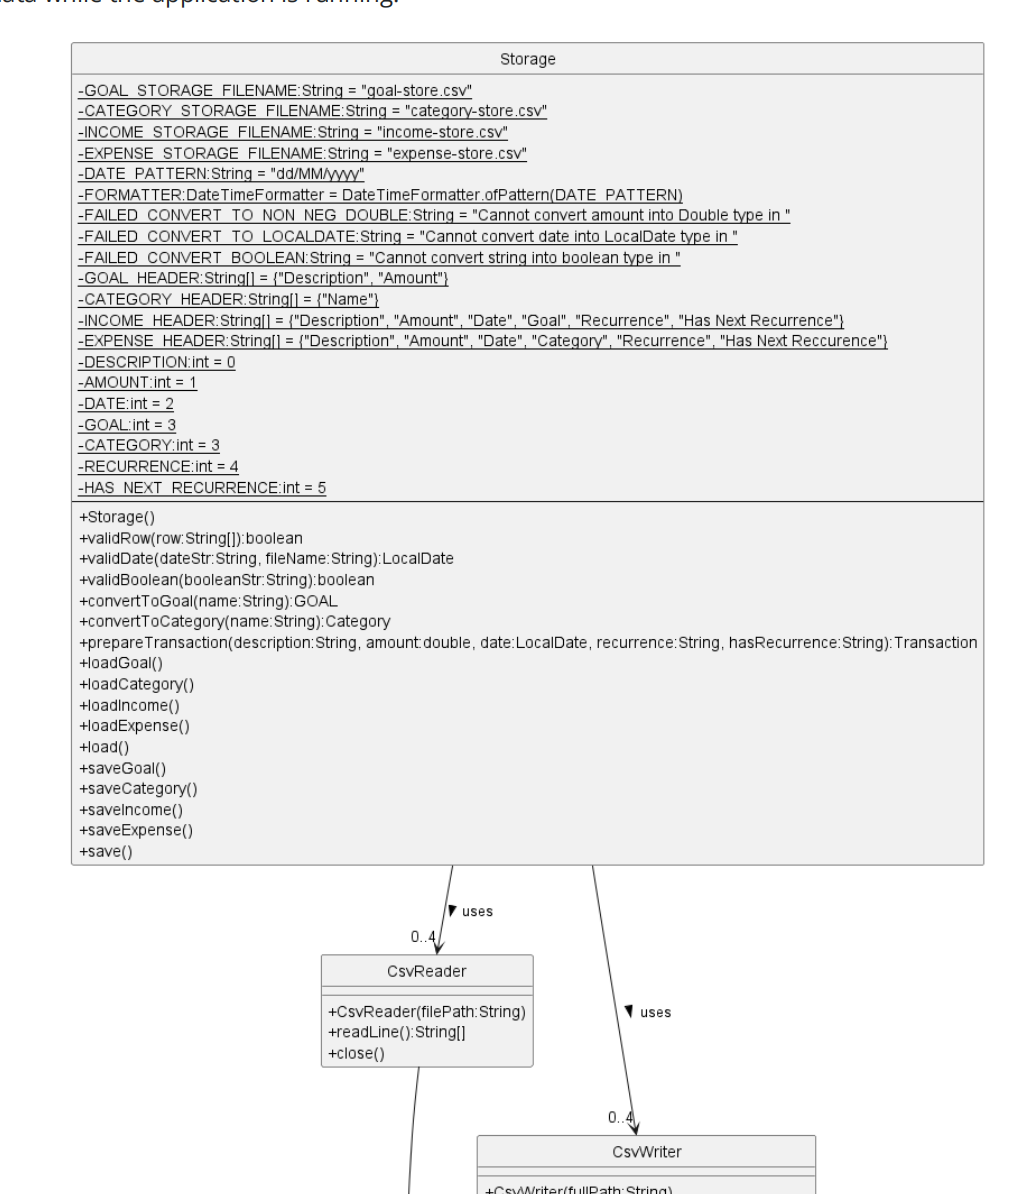 data while the application is running.
Storage
-GOAL_STORAGE_FILENAME:String = "goal-store.csv"
-CATEGORY_STORAGE_FILENAME:String = "category-store.csv"
-INCOME_STORAGE_FILENAME:String = "income-store.csv"
-EXPENSE_STORAGE_FILENAME:String = "expense-store.csv"
-DATE_PATTERN:String = "dd/MM/yyyy"
-FORMATTER:DateTimeFormatter = DateTimeFormatter.ofPattern(DATE_PATTERN)
-FAILED_CONVERT_TO_NON_NEG_DOUBLE:String = "Cannot convert amount into Double type in "
-FAILED_CONVERT_TO_LOCALDATE:String = "Cannot convert date into LocalDate type in "
-FAILED_CONVERT_BOOLEAN:String = "Cannot convert string into boolean type in "
-GOAL_HEADER:String[] = {"Description", "Amount"}
-CATEGORY_HEADER:String[] = {"Name"}
-INCOME_HEADER:String[] = {"Description", "Amount", "Date", "Goal", "Recurrence", "Has Next Recurrence"}
-EXPENSE_HEADER:String[] = {"Description", "Amount", "Date", "Category", "Recurrence", "Has Next Reccurence"}
-DESCRIPTION:int = 0
-AMOUNT:int = 1
-DATE:int = 2
-GOAL:int = 3
-CATEGORY:int = 3
-RECURRENCE:int = 4
-HAS_NEXT_RECURRENCE:int = 5
+Storage()
+validRow(row:String[]):boolean
+validDate(dateStr:String, fileName:String):LocalDate
+validBoolean(booleanStr:String):boolean
+convertToGoal(name:String):GOAL
+convertToCategory(name:String):Category
+prepareTransaction(description:String, amount:double, date:LocalDate, recurrence:String, hasRecurrence:String):Transaction
+loadGoal()
+loadCategory()
+loadIncome()
+loadExpense()
+load()
+saveGoal()
+saveCategory()
+saveIncome()
+saveExpense()
+save()
uses
0..4
CsvReader
+CsvReader(filePath:String)
+readLine():String[]
+close()
uses
0..4
CsvWriter
+CsvWriter(fullPath:String)